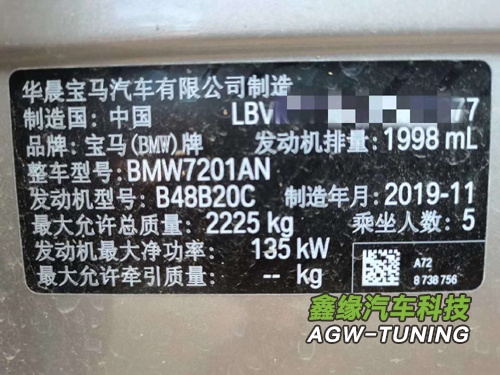 华晨宝马汽车有限公司制造
制造国: 中国 LBV 77
品牌: 宝马(BMW)牌 发动机排量: 1998 mL
整车型号: BMW7201AN
发动机型号: B48B20C 制造年月: 2019-11
最大允许总质量: 2225 kg 乘坐人数: 5
发动机最大净功率: 135 kW
最大允许牵引质量: -- kg
A72
8 738 756
鑫缘汽车科技
AGW-TUNING